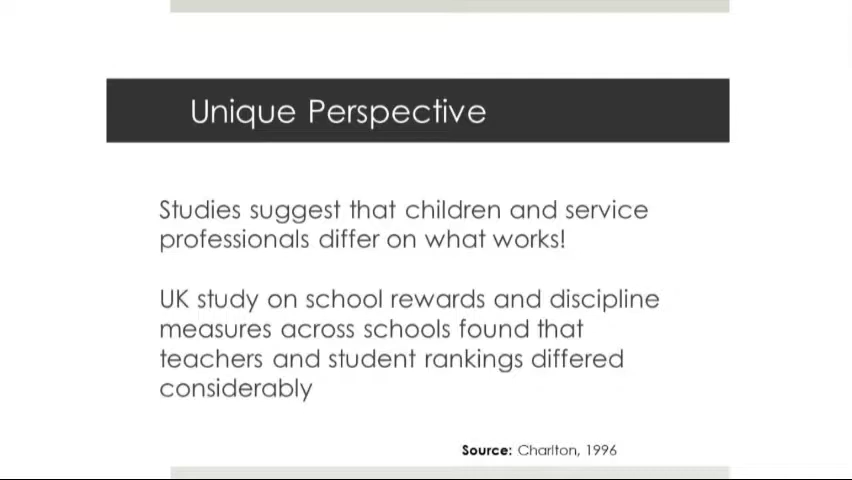 Unique Perspective
Studies suggest that children and service
professionals differ on what works!
UK study on school rewards and discipline
measures across schools found that
teachers and student rankings differed
considerably
Source: Charlton, 1996